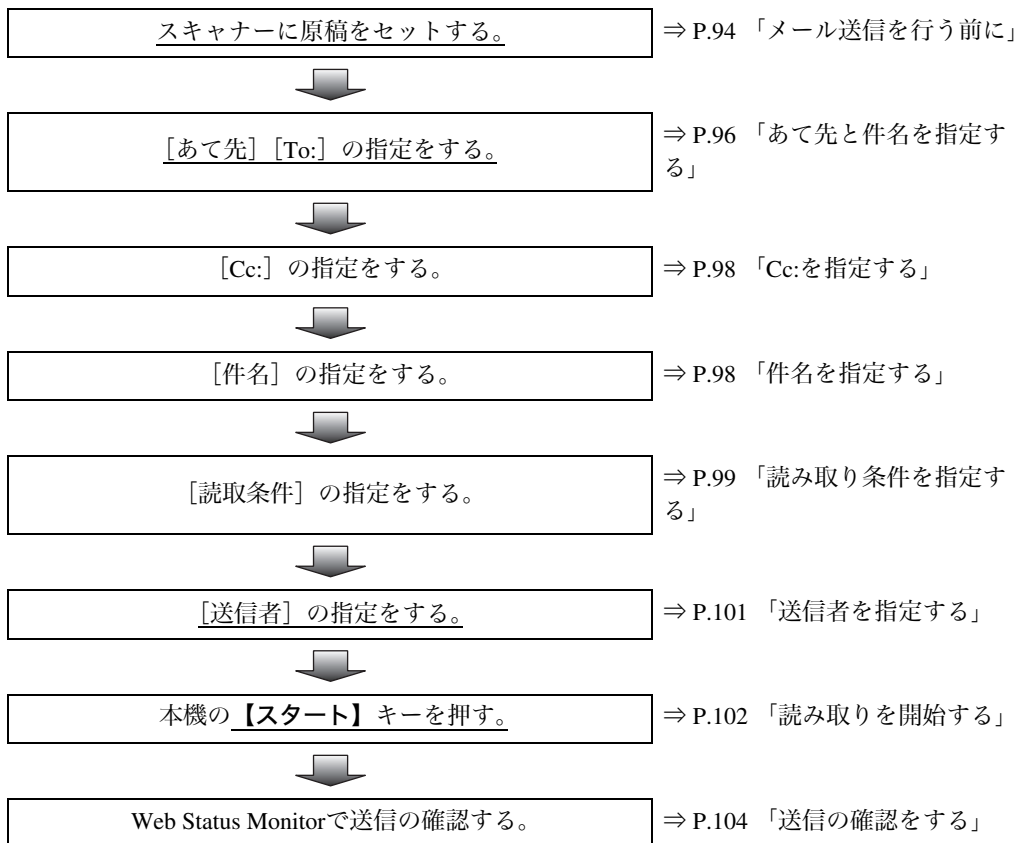 スキャナーに原稿をセットする。
⇒ P.94 「メール送信を行う前に」
［あて先］［To:］の指定をする。
⇒ P.96 「あて先と件名を指定す
る」
［Cc:］の指定をする。
⇒ P.98 「Cc:を指定する」
［件名］の指定をする。
⇒ P.98 「件名を指定する」
［読取条件］の指定をする。
⇒ P.99 「読み取り条件を指定す
る」
［送信者］の指定をする。
⇒ P.101 「送信者を指定する」
本機の【スタート】キーを押す。
⇒ P.102 「読み取りを開始する」
Web Status Monitorで送信の確認する。
⇒ P.104 「送信の確認をする」